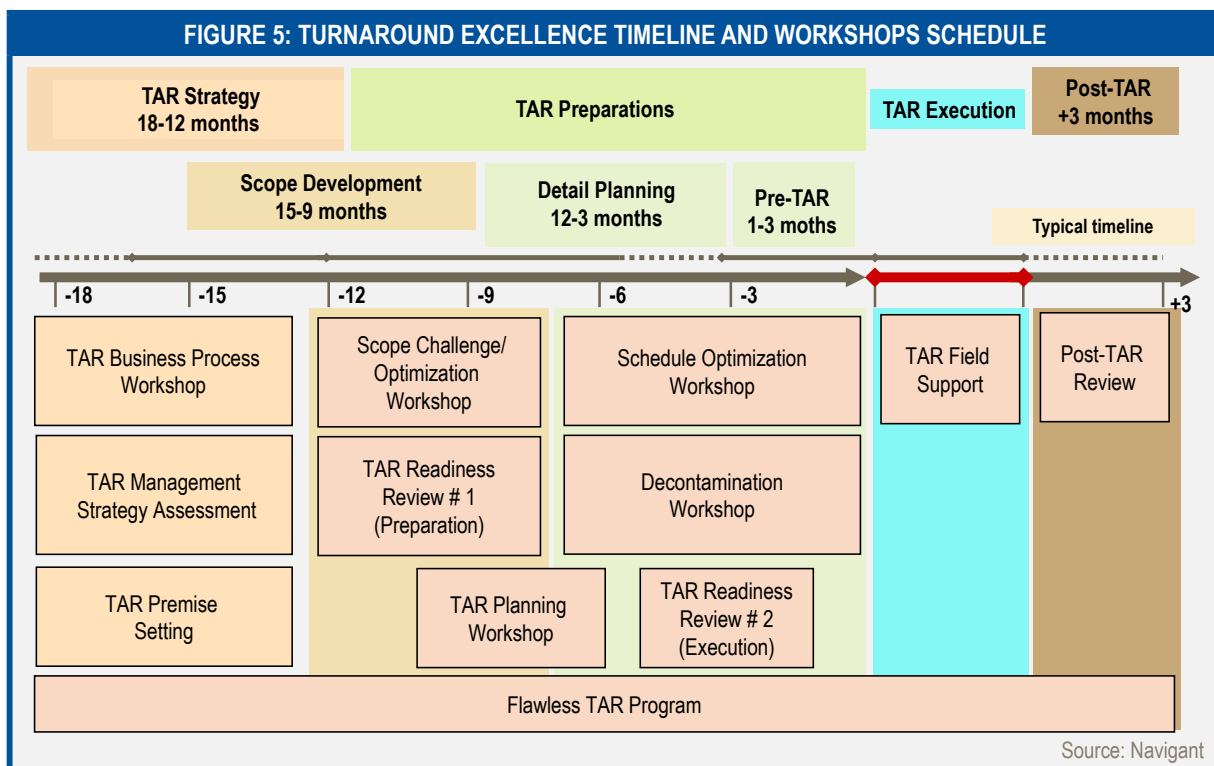 FIGURE 5: TURNAROUND EXCELLENCE TIMELINE AND WORKSHOPS SCHEDULE
TAR Strategy
18-12 months
TAR Preparations
TAR Execution
Post-TAR
+3 months
Scope Development
15-9 months
Detail Planning
12-3 months
Pre-TAR
1-3 moths
Typical timeline
-18
-15
-12
-9
-6
-3
+3
TAR Business Process
Workshop
Scope Challenge/
Optimization
Workshop
Schedule Optimization
Workshop
TAR Field
Support
Post-TAR
Review
TAR Management
Strategy Assessment
TAR Readiness
Review # 1
(Preparation)
Decontamination
Workshop
TAR Premise
Setting
TAR Planning
Workshop
TAR Readiness
Review # 2
(Execution)
Flawless TAR Program
Source: Navigant